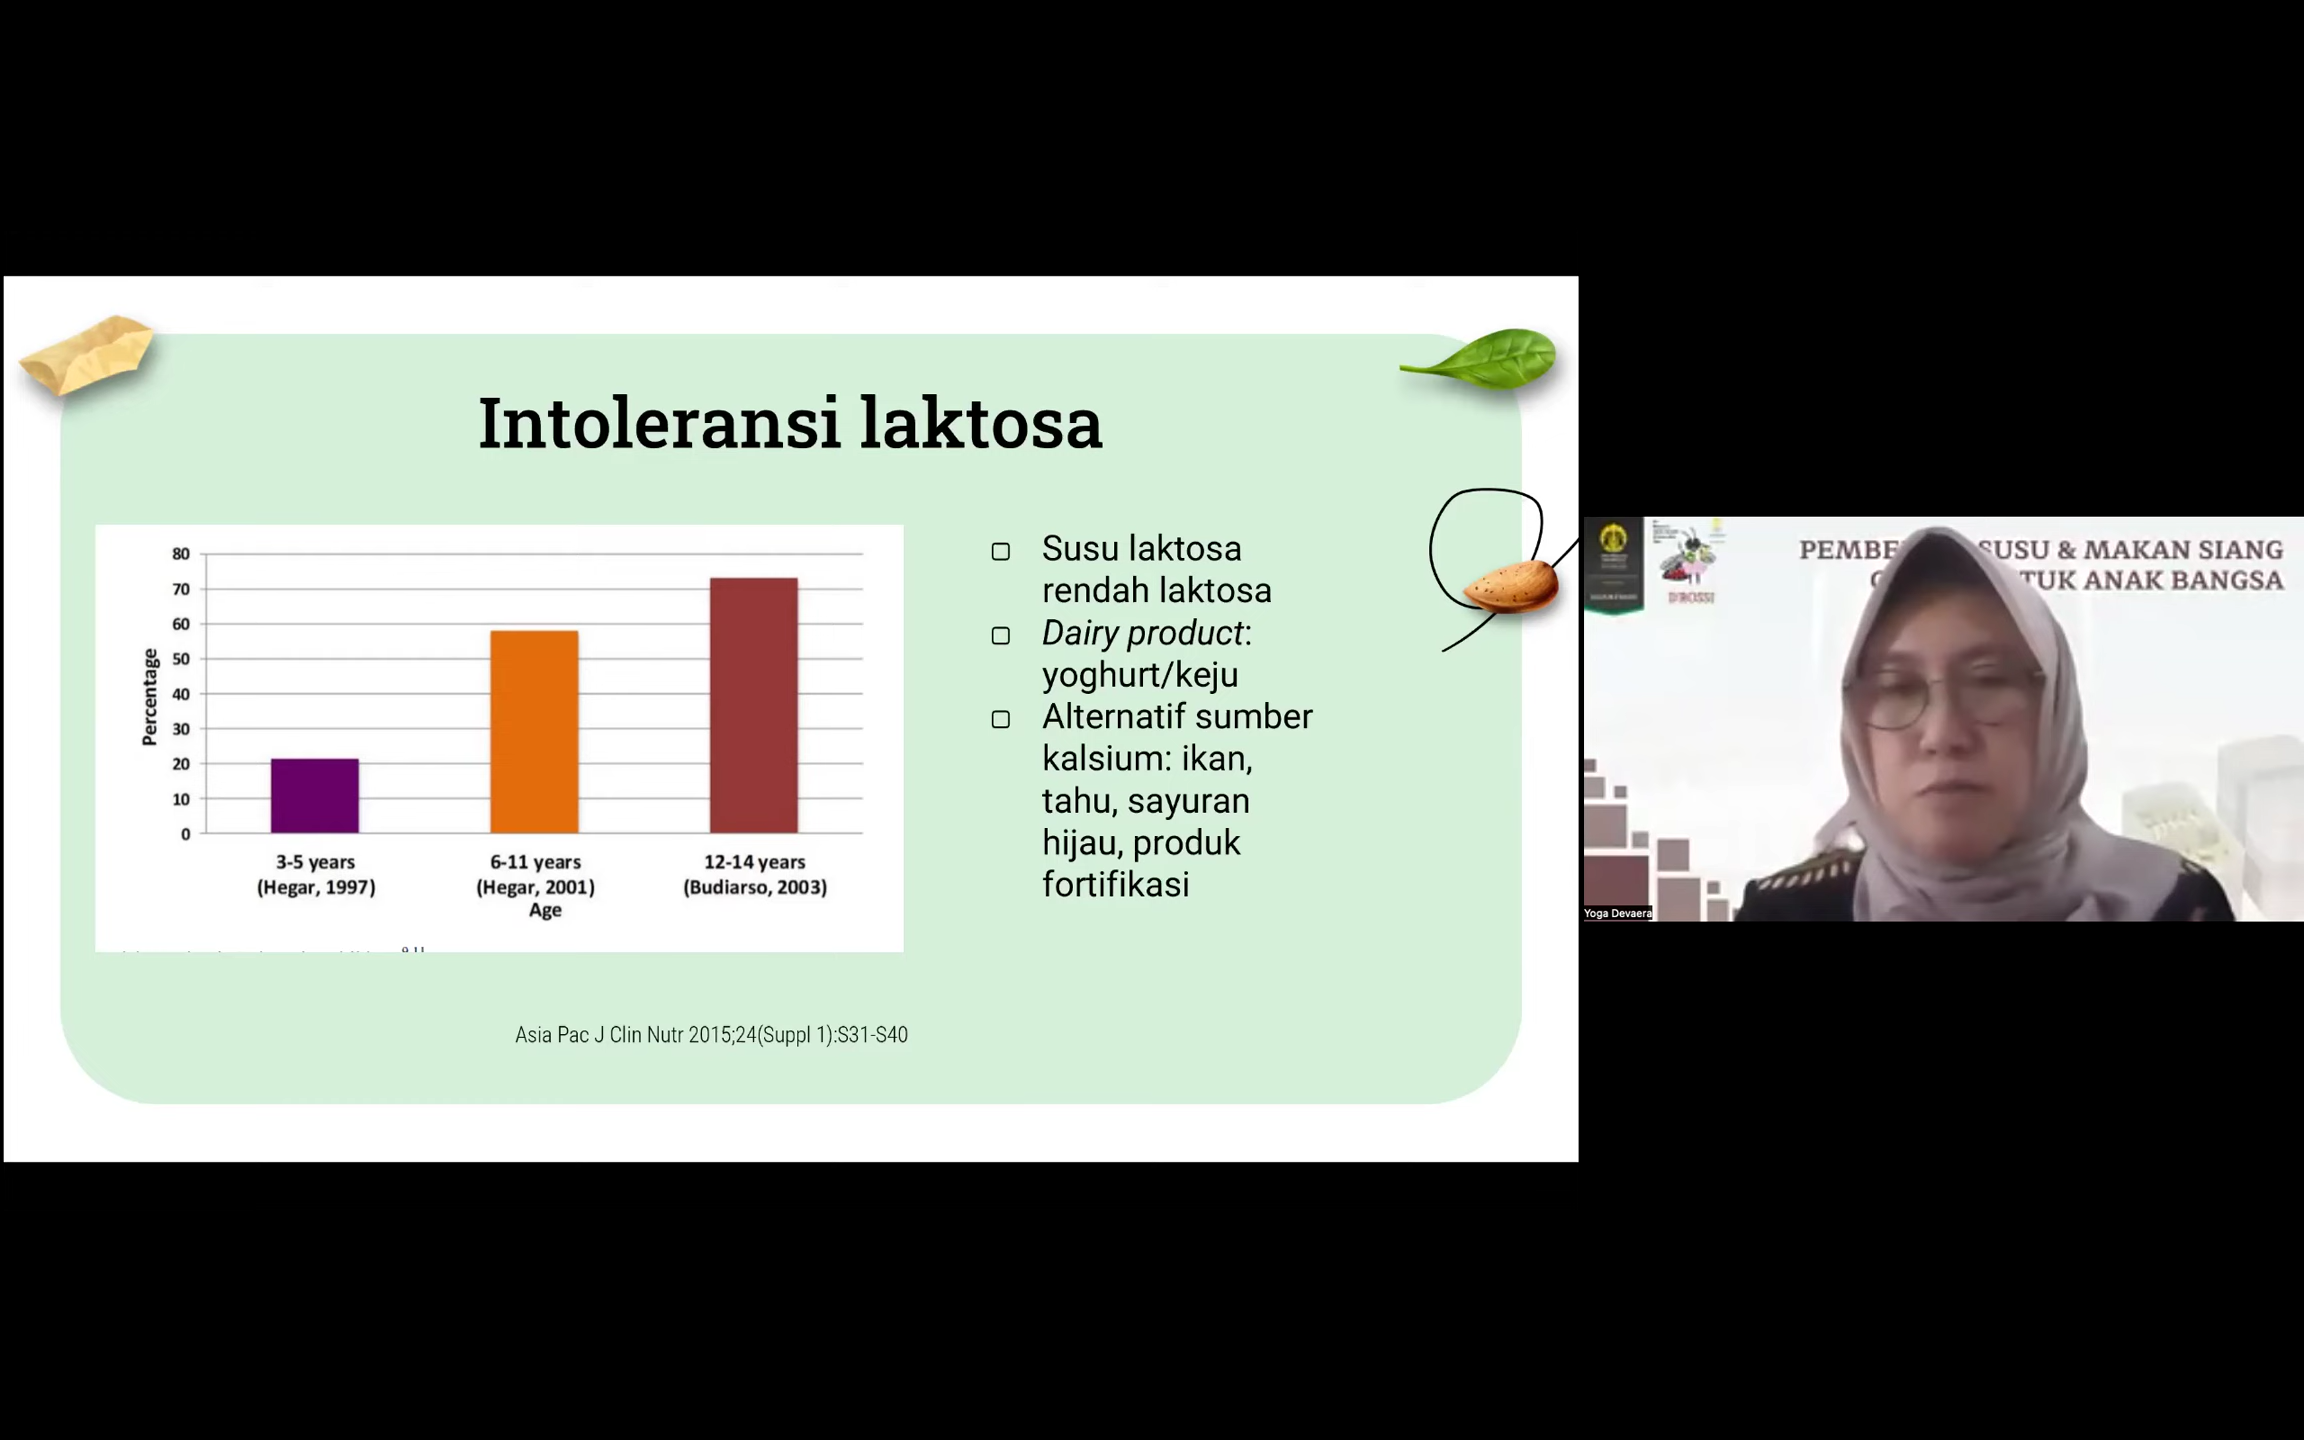 Intoleransi laktosa
80
70
60
50
40
30
20
10
0
Percentage
3-5 years
(Hegar, 1997)
6-11 years
(Hegar, 2001)
12-14 years
(Budiarso, 2003)
Age
9,11
□ Susu laktosa
rendah laktosa
□ Dairy product:
yoghurt/keju
□ Alternatif sumber
kalsium: ikan,
tahu, sayuran
hijau, produk
fortifikasi
Asia Pac J Clin Nutr 2015;24(Suppl 1):S31-S40
SUSU & MAKAN SIANG
ANAK BANGSA
D'ROSSI
Yoga Devaera